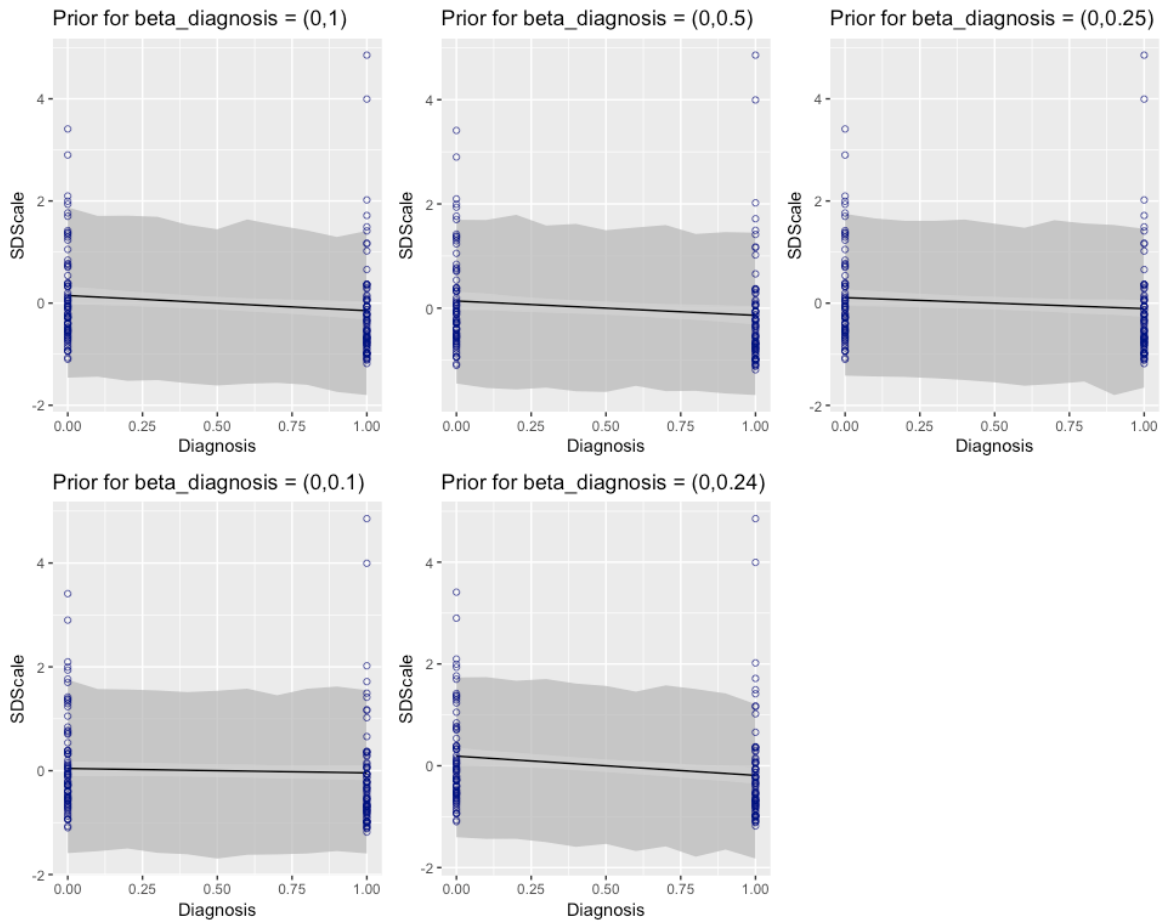 Prior for beta_diagnosis = (0,1)
4
2
0
-2
SDScale
0.00 0.25 0.50 0.75 1.00
Diagnosis
Prior for beta_diagnosis = (0,0.5)
4
2
0
SDScale
0.00 0.25 0.50 0.75 1.00
Diagnosis
Prior for beta_diagnosis = (0,0.25)
4
2
0
-2
SDScale
0.00 0.25 0.50 0.75 1.00
Diagnosis
Prior for beta_diagnosis = (0,0.1)
4
2
0
-2
SDScale
0.00 0.25 0.50 0.75 1.00
Diagnosis
Prior for beta_diagnosis = (0,0.24)
4
2
0
-2
SDScale
0.00 0.25 0.50 0.75 1.00
Diagnosis